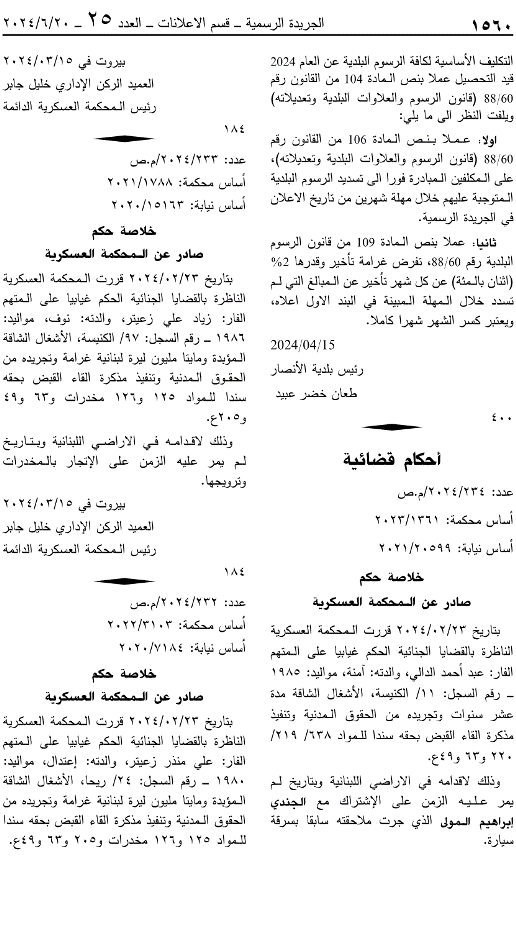 ١٥٦٠
الجريدة الرسمية ــ قسم الاعلانات ــ العدد ٢٥ ــ ٢٠٢٤/٦/٢٠
التكليف الأساسية لكافة الرسوم البلدية عن العام 2024
قيد التحصيل عملا بنص المادة 104 من القانون رقم
88/60 (قانون الرسوم والعلاوات البلدية وتعديلاته)
ويلفت النظر الى ما يلي:
اولا: عملا بنص المادة 106 من القانون رقم
88/60 (قانون الرسوم والعلاوات البلدية وتعديلاته)،
على المكلفين المبادرة فورا الى تسديد الرسوم البلدية
المتوجبة عليهم خلال مهلة شهرين من تاريخ الاعلان
في الجريدة الرسمية.
ثانيا: عملا بنص المادة 109 من قانون الرسوم
البلدية رقم 88/60، تفرض غرامة تأخير وقدرها 2%
(اثنان بالمئة) عن كل شهر تأخير عن المبالغ التي لم
تسدد خلال المهلة المبينة في البند الاول اعلاه،
ويعتبر كسر الشهر شهرا كاملا.
2024/04/15
رئيس بلدية الأنصار
طعان خضر عبيد
٤٠٠
أحكام قضائية
عدد: ٢٠٢٤/٢٣٤/م.ص
أساس محكمة: ٢٠٢٣/١٣٦١
أساس نيابة: ٢٠٢١/٢٠٥٩٩
خلاصة حكم
صادر عن المحكمة العسكرية
بتاريخ ٢٠٢٤/٠٢/٢٣ قررت المحكمة العسكرية
الناظرة بالقضايا الجنائية الحكم غيابيا على المتهم
الفار: عبد أحمد الدالي، والدته: آمنة، مواليد: ١٩٨٥
ــ رقم السجل: ١١/ الكنيسة، الأشغال الشاقة مدة
عشر سنوات وتجريده من الحقوق المدنية وتنفيذ
مذكرة القاء القبض بحقه سندا للمواد ٦٣٨/ ٢١٩/
٢٢٠ و٦٣ و٤٩ع.
وذلك لاقدامه في الاراضي اللبنانية وبتاريخ لم
يمر عليه الزمن على الإشتراك مع الجندي
إبراهيم المولى الذي جرت ملاحقته سابقا بسرقة
سيارة.
بيروت في ٢٠٢٤/٠٣/١٥
العميد الركن الإداري خليل جابر
رئيس المحكمة العسكرية الدائمة
١٨٤
عدد: ٢٠٢٤/٢٣٣/م.ص
أساس محكمة: ٢٠٢١/١٧٨٨
أساس نيابة: ٢٠٢٠/١٥١٦٣
خلاصة حكم
صادر عن المحكمة العسكرية
بتاريخ ٢٠٢٤/٠٢/٢٣ قررت المحكمة العسكرية
الناظرة بالقضايا الجنائية الحكم غيابيا على المتهم
الفار: زياد علي زعيتر، والدته: نوف، مواليد:
١٩٨٦ ــ رقم السجل: ٩٧/ الكنيسة، الأشغال الشاقة
المؤبدة ومايتا مليون ليرة لبنانية غرامة وتجريده من
الحقوق المدنية وتنفيذ مذكرة القاء القبض بحقه
سندا للمواد ١٢٥ و١٢٦ مخدرات و٦٣ و٤٩
و٢٠٥ع.
وذلك لاقدامه في الاراضي اللبنانية وبتاريخ
لم يمر عليه الزمن على الإتجار بالمخدرات
وترويجها.
بيروت في ٢٠٢٤/٠٣/١٥
العميد الركن الإداري خليل جابر
رئيس المحكمة العسكرية الدائمة
١٨٤
عدد: ٢٠٢٤/٢٣٢/م.ص
أساس محكمة: ٢٠٢٢/٣١٠٣
أساس نيابة: ٢٠٢٠/٧١٨٤
خلاصة حكم
صادر عن المحكمة العسكرية
بتاريخ ٢٠٢٤/٠٢/٢٣ قررت المحكمة العسكرية
الناظرة بالقضايا الجنائية الحكم غيابيا على المتهم
الفار: علي منذر زعيتر، والدته: إعتدال، مواليد:
١٩٨٠ ــ رقم السجل: ٢٤/ ريحا، الأشغال الشاقة
المؤبدة ومايتا مليون ليرة لبنانية غرامة وتجريده من
الحقوق المدنية وتنفيذ مذكرة القاء القبض بحقه سندا
للمواد ١٢٥ و١٢٦ مخدرات و٢٠٥ و٦٣ و٤٩ع.